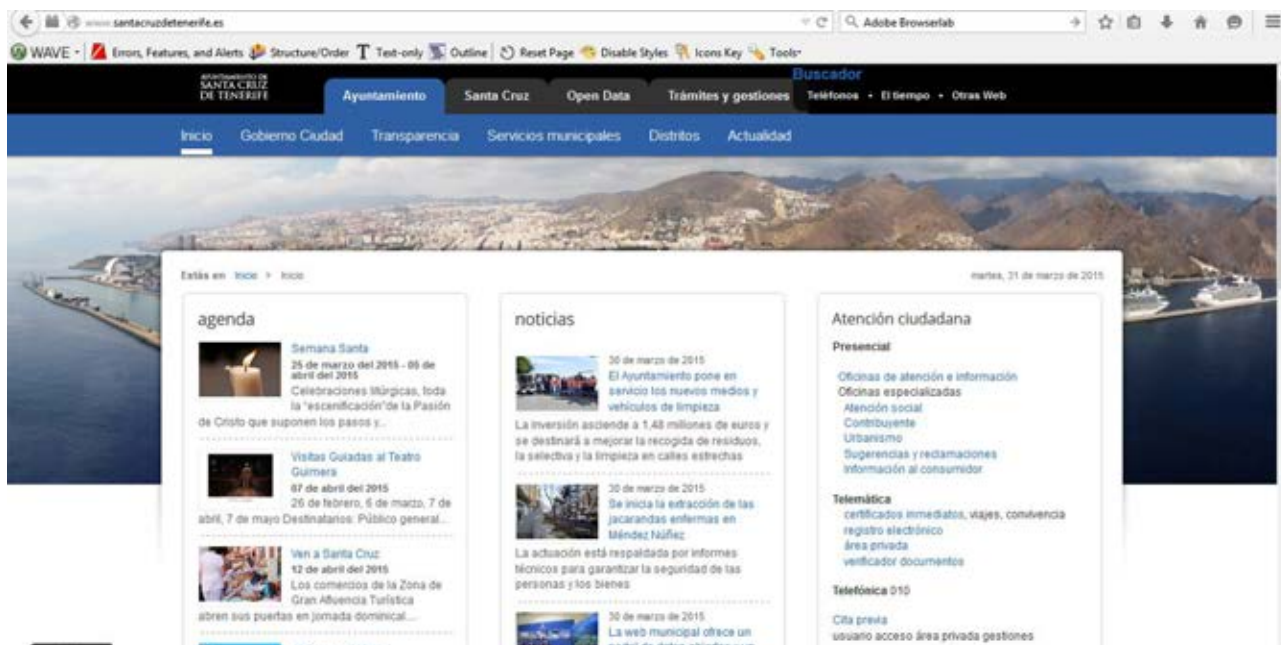 www.santacruzdetenerife.es
Adobe Browserlab
WAVE
Errors, Features, and Alerts
Structure/Order
Text-only
Outline
Reset Page
Disable Styles
Icons Key
Tools
AYUNTAMIENTO DE
SANTA CRUZ
DE TENERIFE
Ayuntamiento
Santa Cruz
Open Data
Trámites y gestiones
Buscador
Teléfonos • El tiempo • Otras Web
Inicio
Gobierno Ciudad
Transparencia
Servicios municipales
Distritos
Actualidad
Estás en Inicio > Inicio
martes, 31 de marzo de 2015
agenda
Semana Santa
25 de marzo del 2015 - 05 de
abril del 2015
Celebraciones litúrgicas, toda
la "escenificación"de la Pasión
de Cristo que suponen los pasos y...
Visitas Guiadas al Teatro
Guimera
07 de abril del 2015
26 de febrero, 6 de marzo, 7 de
abril, 7 de mayo Destinatarios: Público general...
Ven a Santa Cruz
12 de abril del 2015
Los comercios de la Zona de
Gran Afluencia Turística
abren sus puertas en jornada dominical....
noticias
30 de marzo de 2015
El Ayuntamiento pone en
servicio los nuevos medios y
vehículos de limpieza
La inversión asciende a 1,48 millones de euros y
se destinará a mejorar la recogida de residuos,
la selectiva y la limpieza en calles estrechas
30 de marzo de 2015
Se inicia la extracción de las
jacarandas enfermas en
Méndez Núñez
La actuación está respaldada por informes
técnicos para garantizar la seguridad de las
personas y los bienes
30 de marzo de 2015
La web municipal ofrece un
Atención ciudadana
Presencial
Oficinas de atención e información
Oficinas especializadas
Atención social
Contribuyente
Urbanismo
Sugerencias y reclamaciones
Información al consumidor
Telemática
certificados inmediatos, viajes, convivencia
registro electrónico
área privada
verificador documentos
Telefónica 010
Cita previa
usuario acceso área privada gestiones